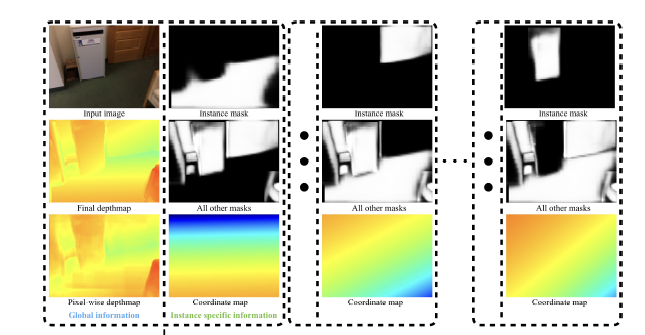 Input image
Instance mask
Instance mask
Instance mask
Final depthmap
All other masks
All other masks
All other masks
Pixel-wise depthmap
Coordinate map
Coordinate map
Coordinate map
Global information
Instance specific information